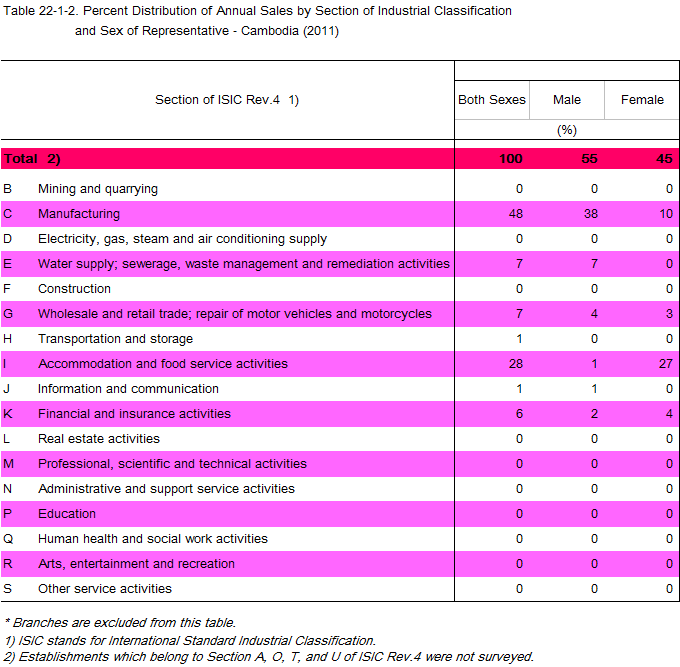 Table 22-1-2. Percent Distribution of Annual Sales by Section of Industrial Classification
and Sex of Representative - Cambodia (2011)
Section of ISIC Rev.4 1) Both Sexes Male Female
(%)
Total 2) 100 55 45
B Mining and quarrying 0 0 0
C Manufacturing 48 38 10
D Electricity, gas, steam and air conditioning supply 0 0 0
E Water supply; sewerage, waste management and remediation activities 7 7 0
F Construction 0 0 0
G Wholesale and retail trade; repair of motor vehicles and motorcycles 7 4 3
H Transportation and storage 1 0 0
I Accommodation and food service activities 28 1 27
J Information and communication 1 1 0
K Financial and insurance activities 6 2 4
L Real estate activities 0 0 0
M Professional, scientific and technical activities 0 0 0
N Administrative and support service activities 0 0 0
P Education 0 0 0
Q Human health and social work activities 0 0 0
R Arts, entertainment and recreation 0 0 0
S Other service activities 0 0 0
* Branches are excluded from this table.
1) ISIC stands for International Standard Industrial Classification.
2) Establishments which belong to Section A, O, T, and U of ISIC Rev.4 were not surveyed.